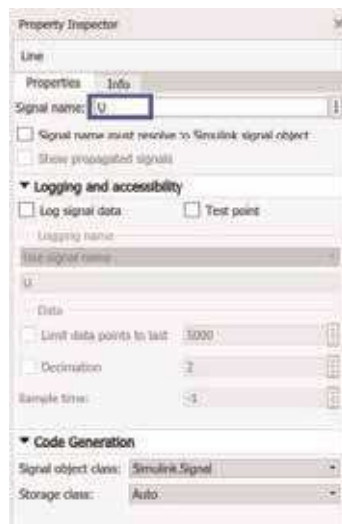 Property Inspector
Line
Properties Info
Signal name: U
Signal name must resolve to Simulink signal object
Show propagated signals
Logging and accessibility
Log signal data Test point
Logging name
Use signal name
U
Data
Limit data points to last 5000
Decimation 2
Sample time: -1
Code Generation
Signal object class: Simulink.Signal
Storage class: Auto